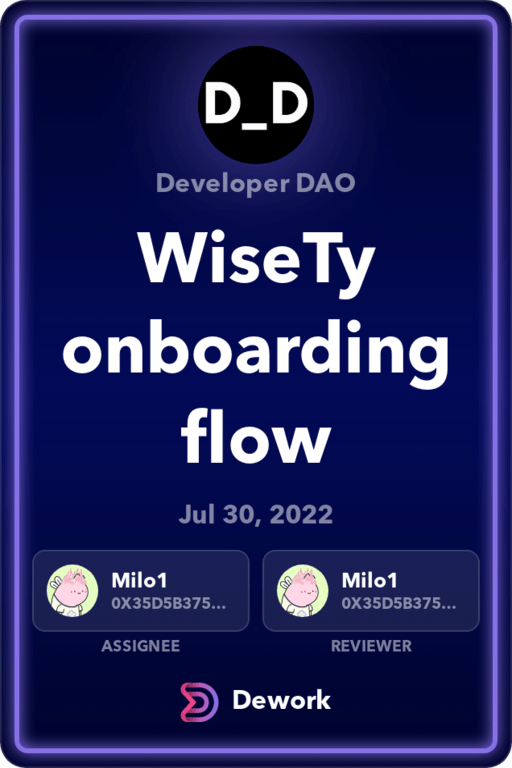 D_D
Developer DAO
WiseTy
onboarding
flow
Jul 30, 2022
Milo1
0X35D5B375...
ASSIGNEE
Milo1
0X35D5B375...
REVIEWER
Dework